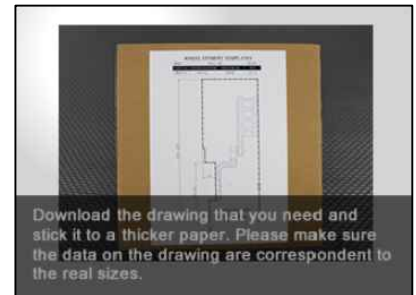 Download the drawing that you need and
stick it to a thicker paper. Please make sure
the data on the drawing are correspondent to
the real sizes.